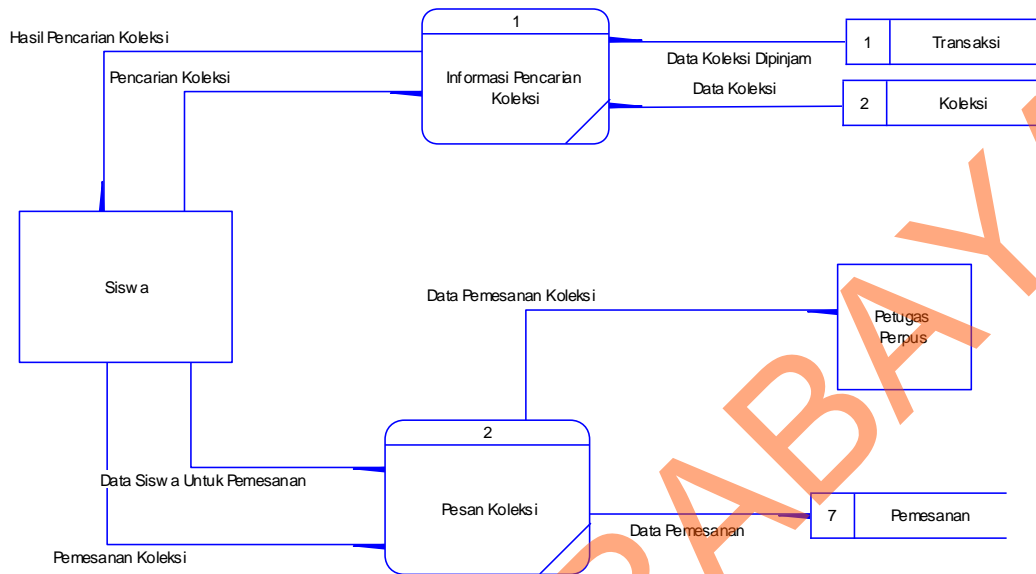 Hasil Pencarian Koleksi
Pencarian Koleksi
1
Informasi Pencarian
Koleksi
Data Koleksi Dipinjam
Data Koleksi
1 Transaksi
2 Koleksi
Siswa
Data Pemesanan Koleksi
Petugas
Perpus
2
Pesan Koleksi
Data Siswa Untuk Pemesanan
Pemesanan Koleksi
Data Pemesanan
7 Pemesanan
RABAY